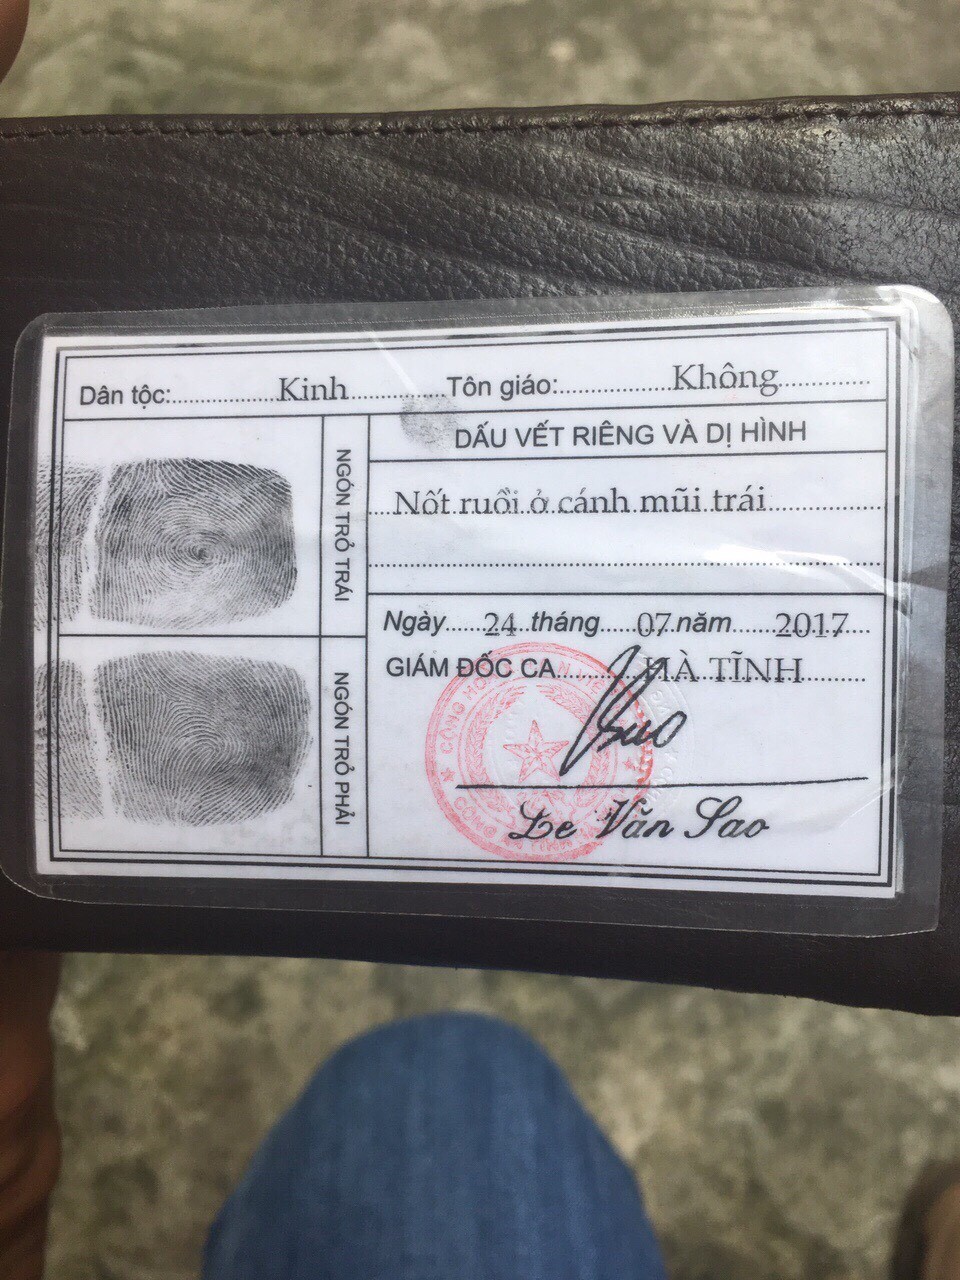 Dân tộc: Kinh Tôn giáo: Không
DẤU VẾT RIÊNG VÀ DỊ HÌNH
Nốt ruồi ở cánh mũi trái
NGÓN TRỎ TRÁI
NGÓN TRỎ PHẢI
Ngày 24 tháng 07 năm 2017
GIÁM ĐỐC CA HÀ TĨNH
Le Văn Sao